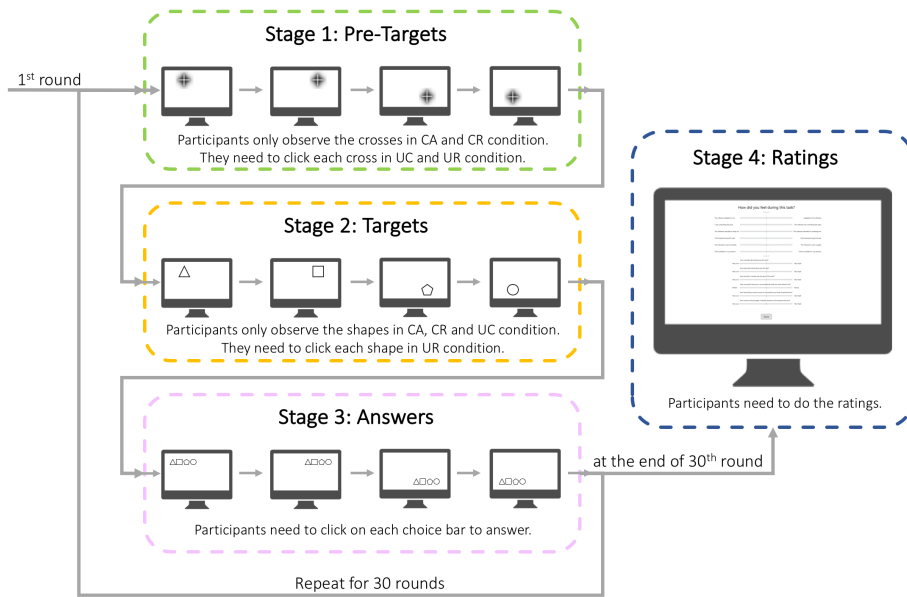 Stage 1: Pre-Targets
1st round
Participants only observe the crosses in CA and CR condition.
They need to click each cross in UC and UR condition.
Stage 2: Targets
Participants only observe the shapes in CA, CR and UC condition.
They need to click each shape in UR condition.
Stage 3: Answers
Participants need to click on each choice bar to answer.
Repeat for 30 rounds
at the end of 30th round
Stage 4: Ratings
How did you feel during this task?
Participants need to do the ratings.